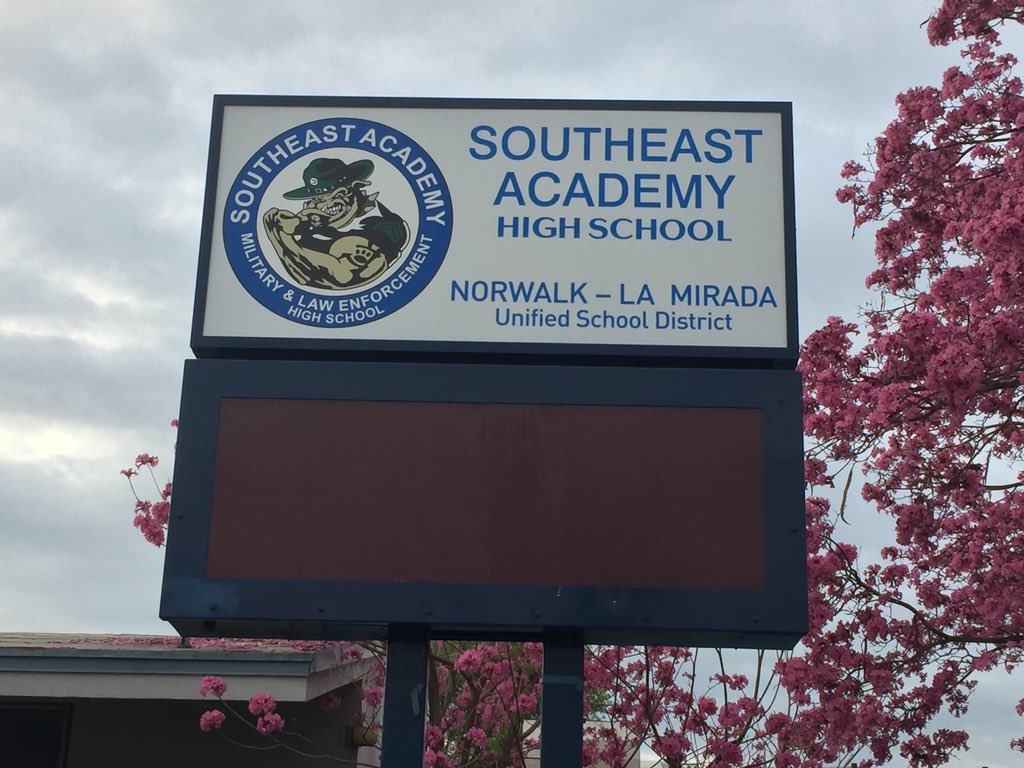 SOUTHEAST ACADEMY
MILITARY & LAW ENFORCEMENT
HIGH SCHOOL
SOUTHEAST
ACADEMY
HIGH SCHOOL
NORWALK – LA MIRADA
Unified School District